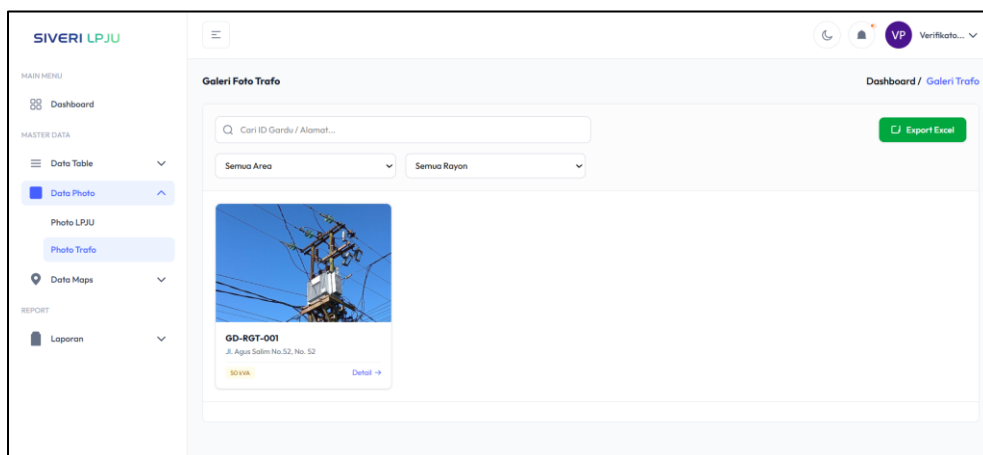 SIVERI LPJU
VP
Verifikato...
MAIN MENU
Dashboard
MASTER DATA
Data Table
Data Photo
Photo LPJU
Photo Trafo
Data Maps
REPORT
Laporan
Galeri Foto Trafo
Dashboard / Galeri Trafo
Cari ID Gardu / Alamat...
Export Excel
Semua Area
Semua Rayon
GD-RGT-001
Jl. Agus Salim No.52, No. 52
50 kVA
Detail →